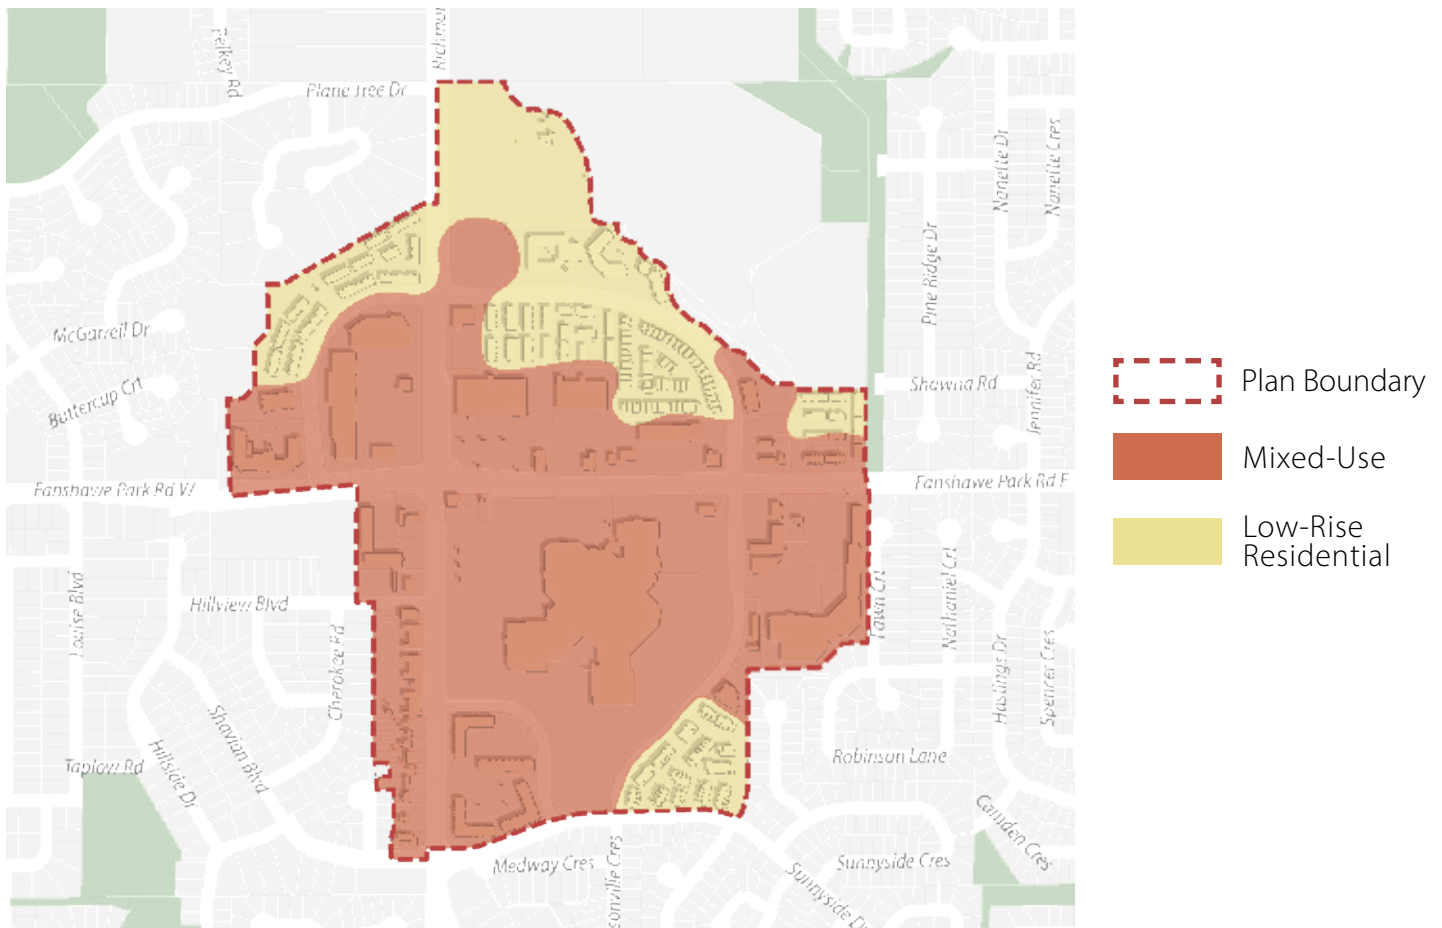 Pelkey Rd
Plane Tree Dr
Nanette Dr
Nanette Cres
Pine Ridge Dr
McGarrell Dr
Buttercup Crt
Shawna Rd
Jennifer Rd
Plan Boundary
Mixed-Use
Low-Rise
Residential
Fanshawe Park Rd W
Fanshawe Park Rd E
Louise Blvd
Hillview Blvd
Cherokee Rd
Fawn Crt
Nathaniel Crt
Hastings Dr
Spencer Cres
Shavian Blvd
Hillside Dr
Taplow Rd
Robinson Lane
Camden Cres
Medway Cres
Sunnyside Cres
Sunnyside Dr